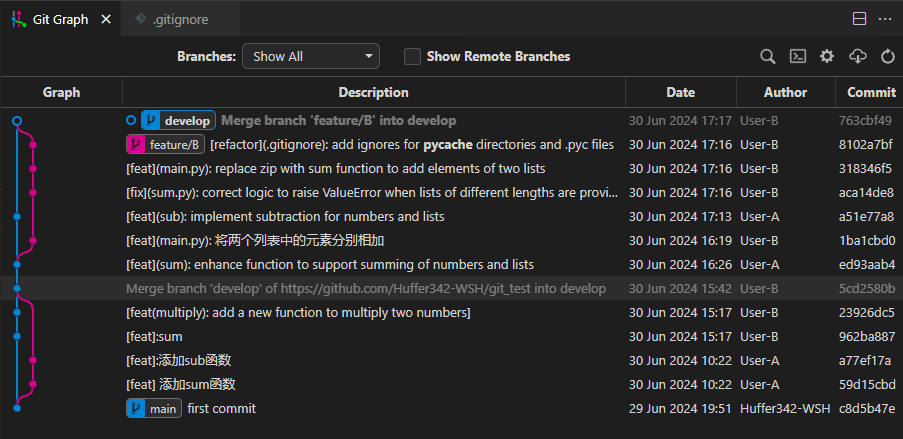 Git Graph .gitignore
Branches: Show All Show Remote Branches
Graph Description Date Author Commit
develop Merge branch 'feature/B' into develop 30 Jun 2024 17:17 User-B 763cbf49
feature/B [refactor](.gitignore): add ignores for pycache directories and .pyc files 30 Jun 2024 17:16 User-B 8102a7bf
[feat](main.py): replace zip with sum function to add elements of two lists 30 Jun 2024 17:16 User-B 318346f5
[fix](sum.py): correct logic to raise ValueError when lists of different lengths are provi... 30 Jun 2024 17:16 User-B aca14de8
[feat](sub): implement subtraction for numbers and lists 30 Jun 2024 17:13 User-A a51e77a8
[feat](main.py): 将两个列表中的元素分别相加 30 Jun 2024 16:19 User-B 1ba1cbd0
[feat](sum): enhance function to support summing of numbers and lists 30 Jun 2024 16:26 User-A ed93aab4
Merge branch 'develop' of https://github.com/Huffer342-WSH/git_test into develop 30 Jun 2024 15:42 User-B 5cd2580b
[feat(multiply): add a new function to multiply two numbers] 30 Jun 2024 15:17 User-B 23926dc5
[feat]:sum 30 Jun 2024 15:17 User-B 962ba887
[feat]:添加sub函数 30 Jun 2024 10:22 User-A a77ef17a
[feat] 添加sum函数 30 Jun 2024 10:22 User-A 59d15cbd
main first commit 29 Jun 2024 19:51 Huffer342-WSH c8d5b47e